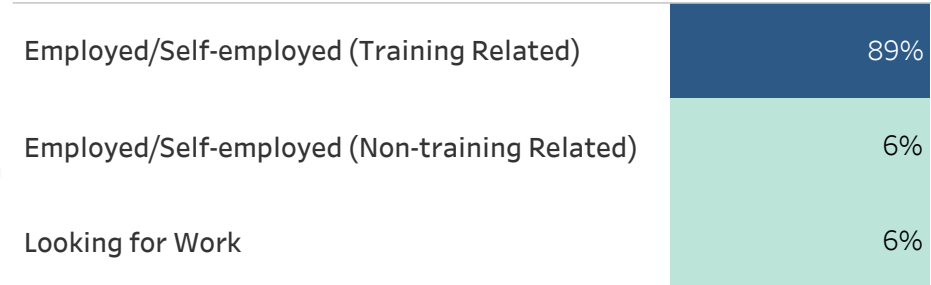 Employed/Self-employed (Training Related) 89%
Employed/Self-employed (Non-training Related) 6%
Looking for Work 6%